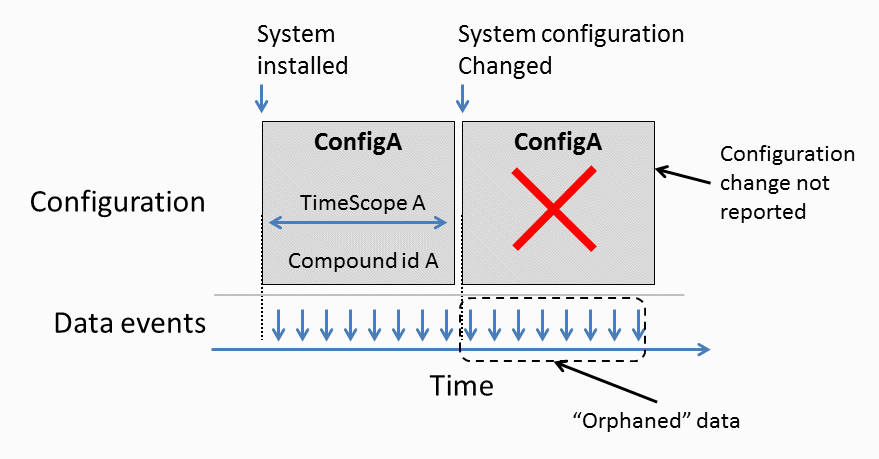 System
installed
System configuration
Changed
ConfigA
ConfigA
Configuration
change not
reported
Configuration
TimeScope A
Compound id A
Data events
Time
“Orphaned” data